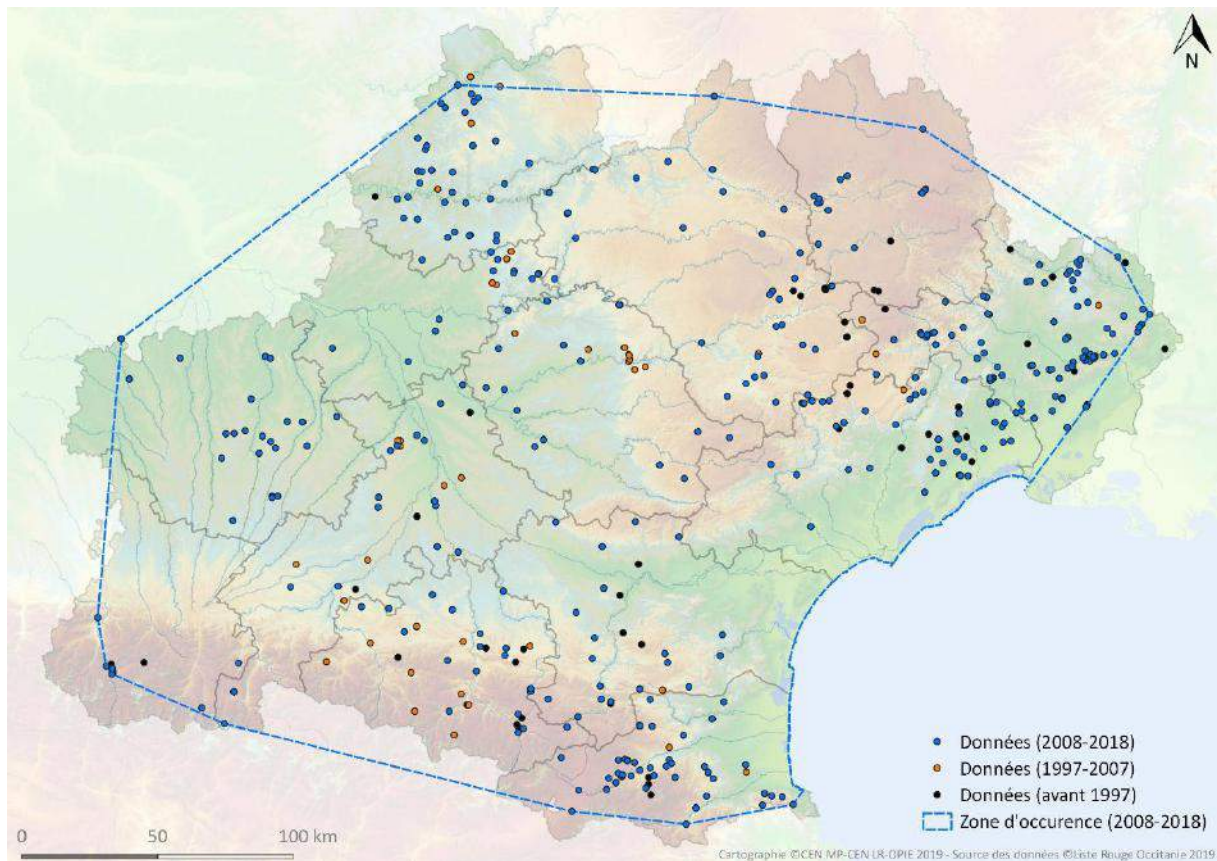 N
Données (2008-2018)
Données (1997-2007)
Données (avant 1997)
Zone d'occurence (2008-2018)
0 50 100 km
Cartographie ©CEN MP-CEN LR-OPIE 2019 - Source des données ©Liste Rouge Occitanie 2019